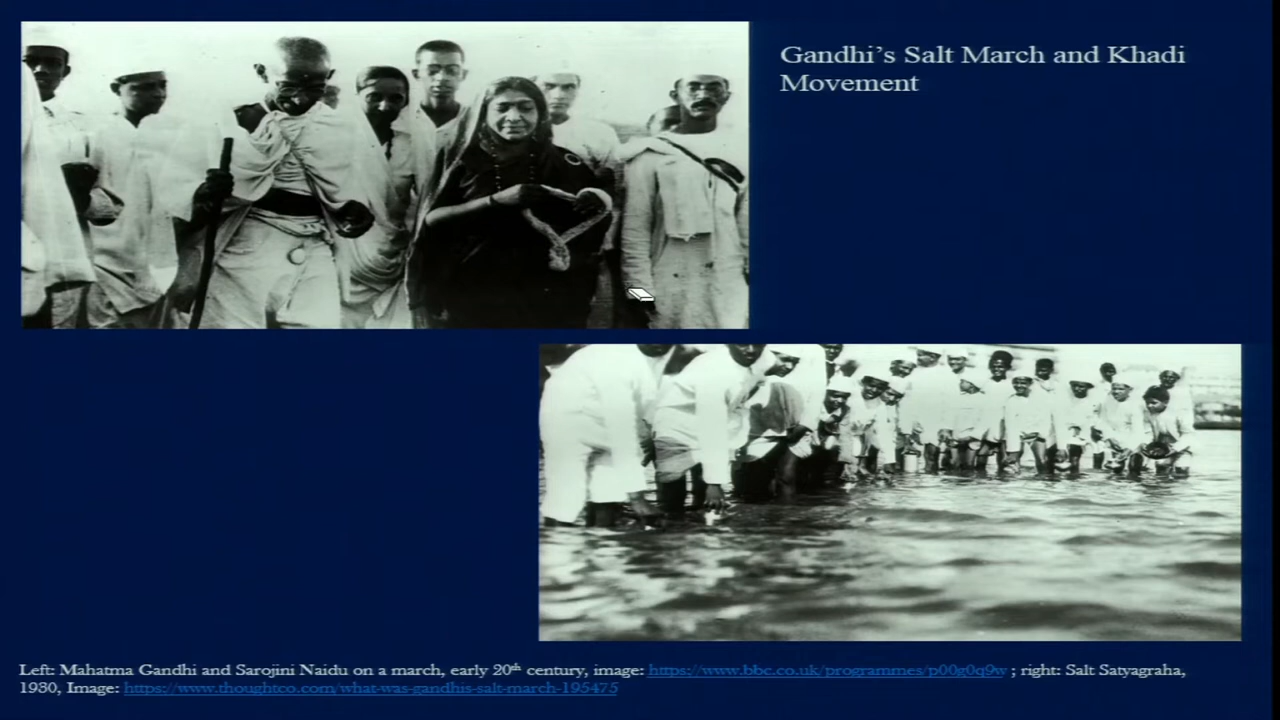 Gandhi's Salt March and Khadi
Movement
Left: Mahatma Gandhi and Sarojini Naidu on a march, early 20th century, image: https://www.bbc.co.uk/programmes/p00g0q9w ; right: Salt Satyagraha,
1930, Image: https://www.thoughtco.com/what-was-gandhis-salt-march-195475